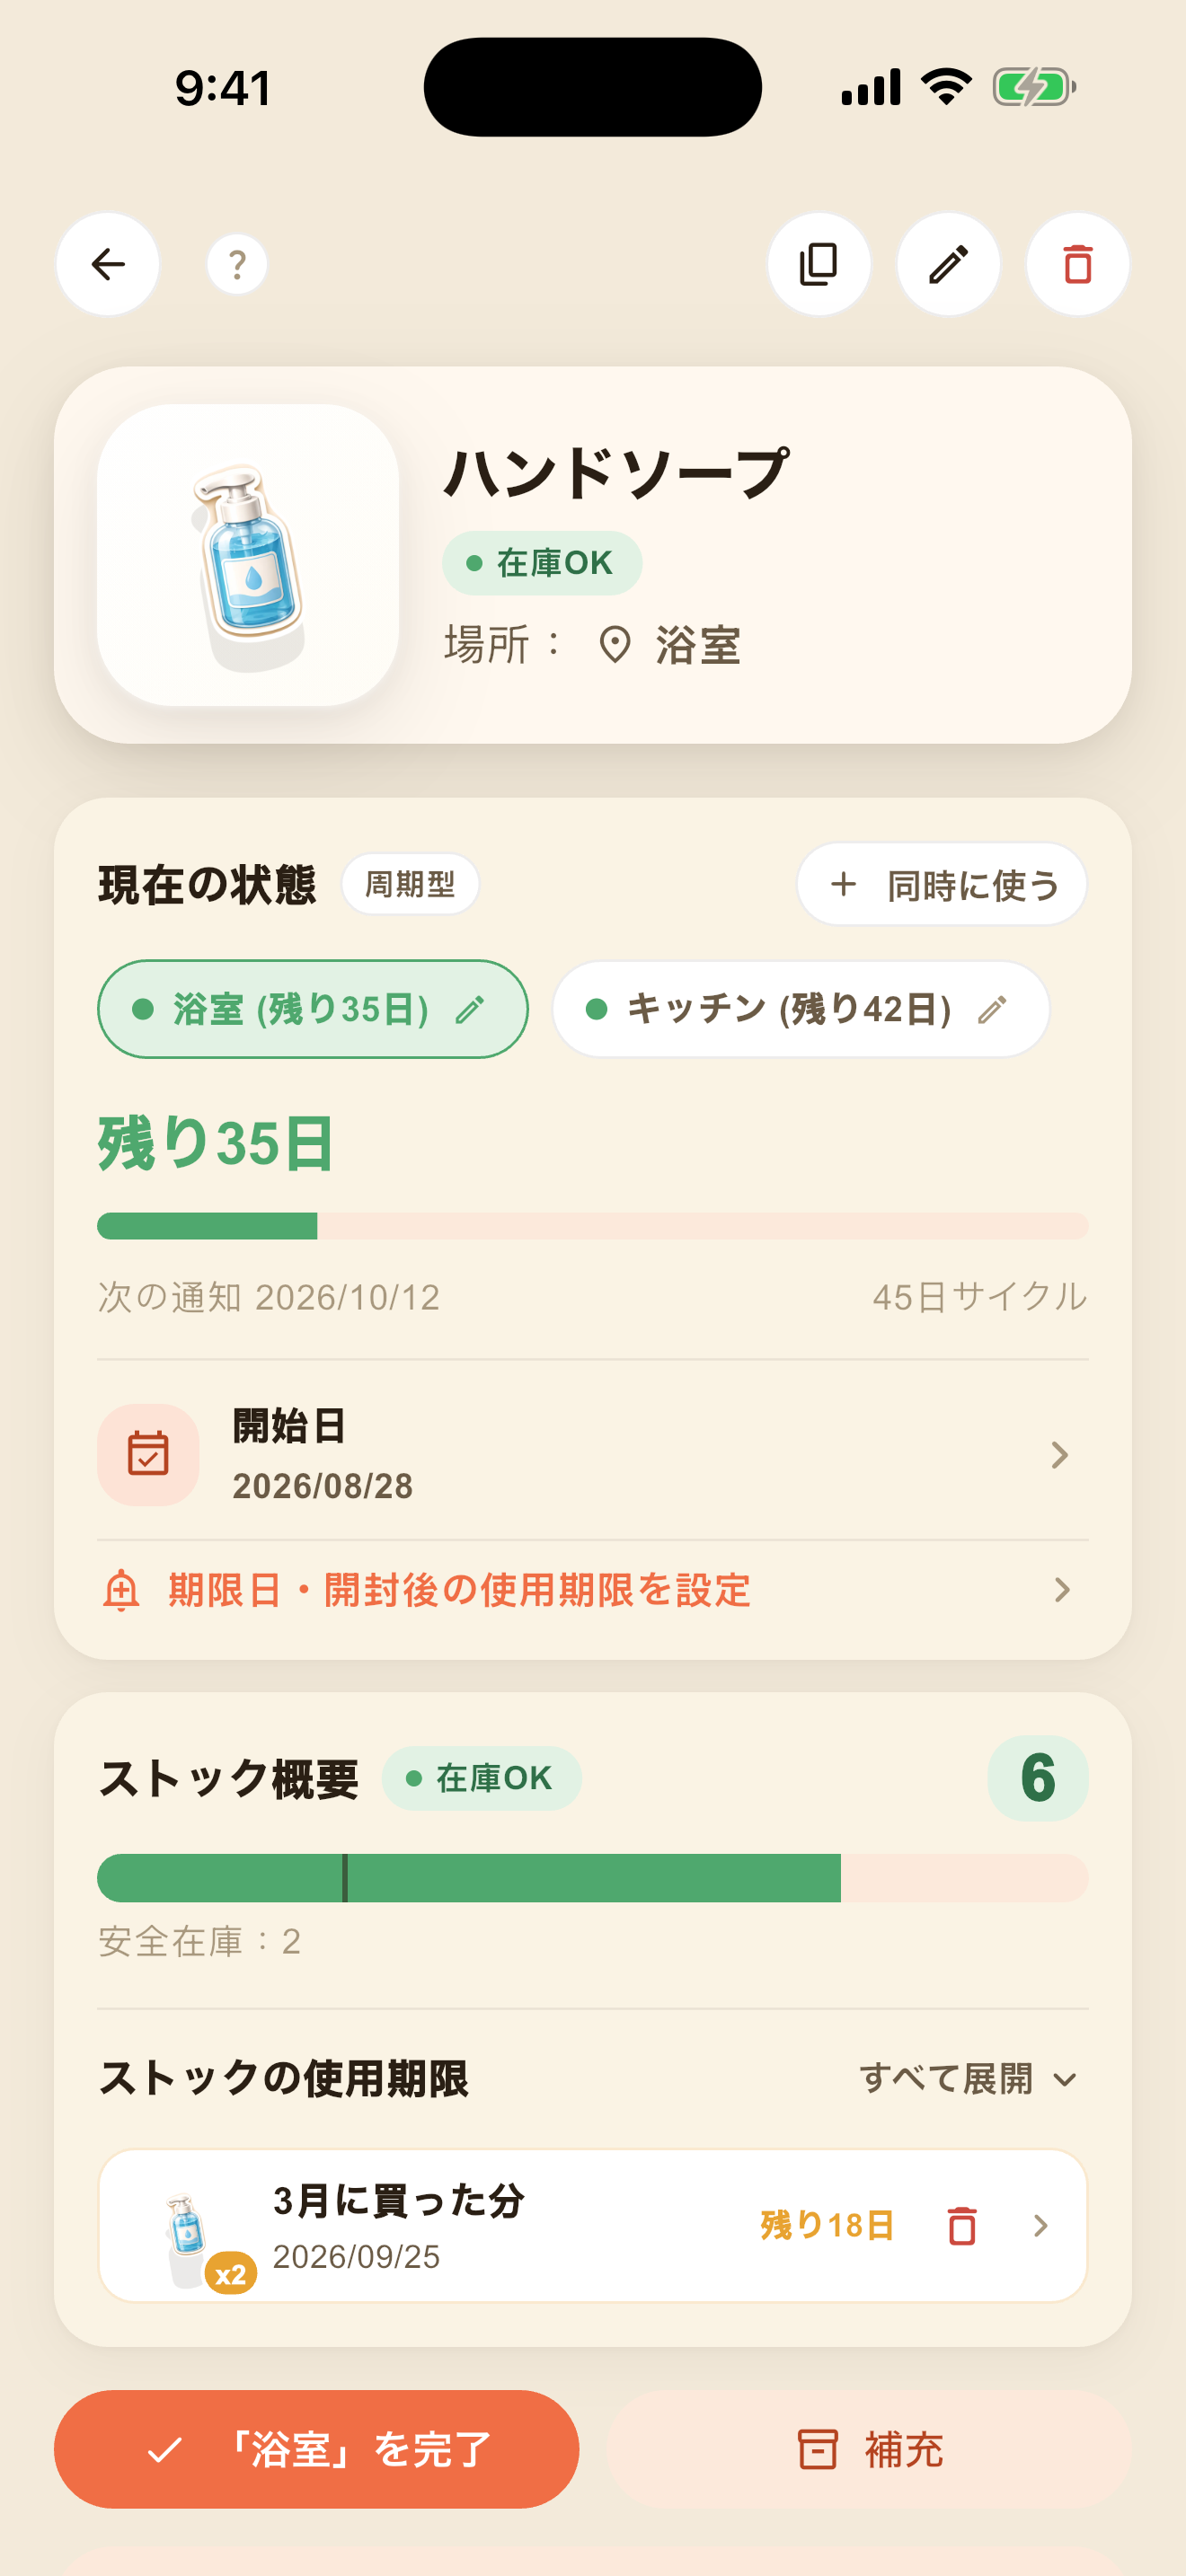 9:41
?
ハンドソープ
在庫OK
場所： 浴室
現在の状態 周期型 + 同時に使う
浴室 (残り35日) キッチン (残り42日)
残り35日
次の通知 2026/10/12 45日サイクル
開始日
2026/08/28
期限日・開封後の使用期限を設定
ストック概要 在庫OK 6
安全在庫：2
ストックの使用期限 すべて展開
3月に買った分
2026/09/25
残り18日
x2
「浴室」を完了 補充